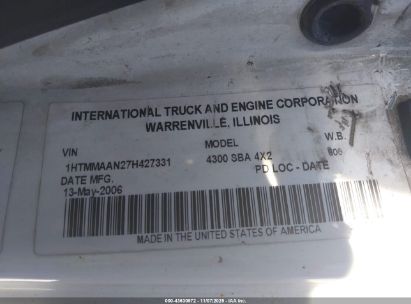 INTERNATIONAL TRUCK AND ENGINE CORPORATION
WARRENVILLE, ILLINOIS
VIN MODEL W.B.
1HTMMAAN27H427331 4300 SBA 4X2
DATE MFG. PD LOC - DATE
13-May-2006
MADE IN THE UNITED STATES OF AMERICA